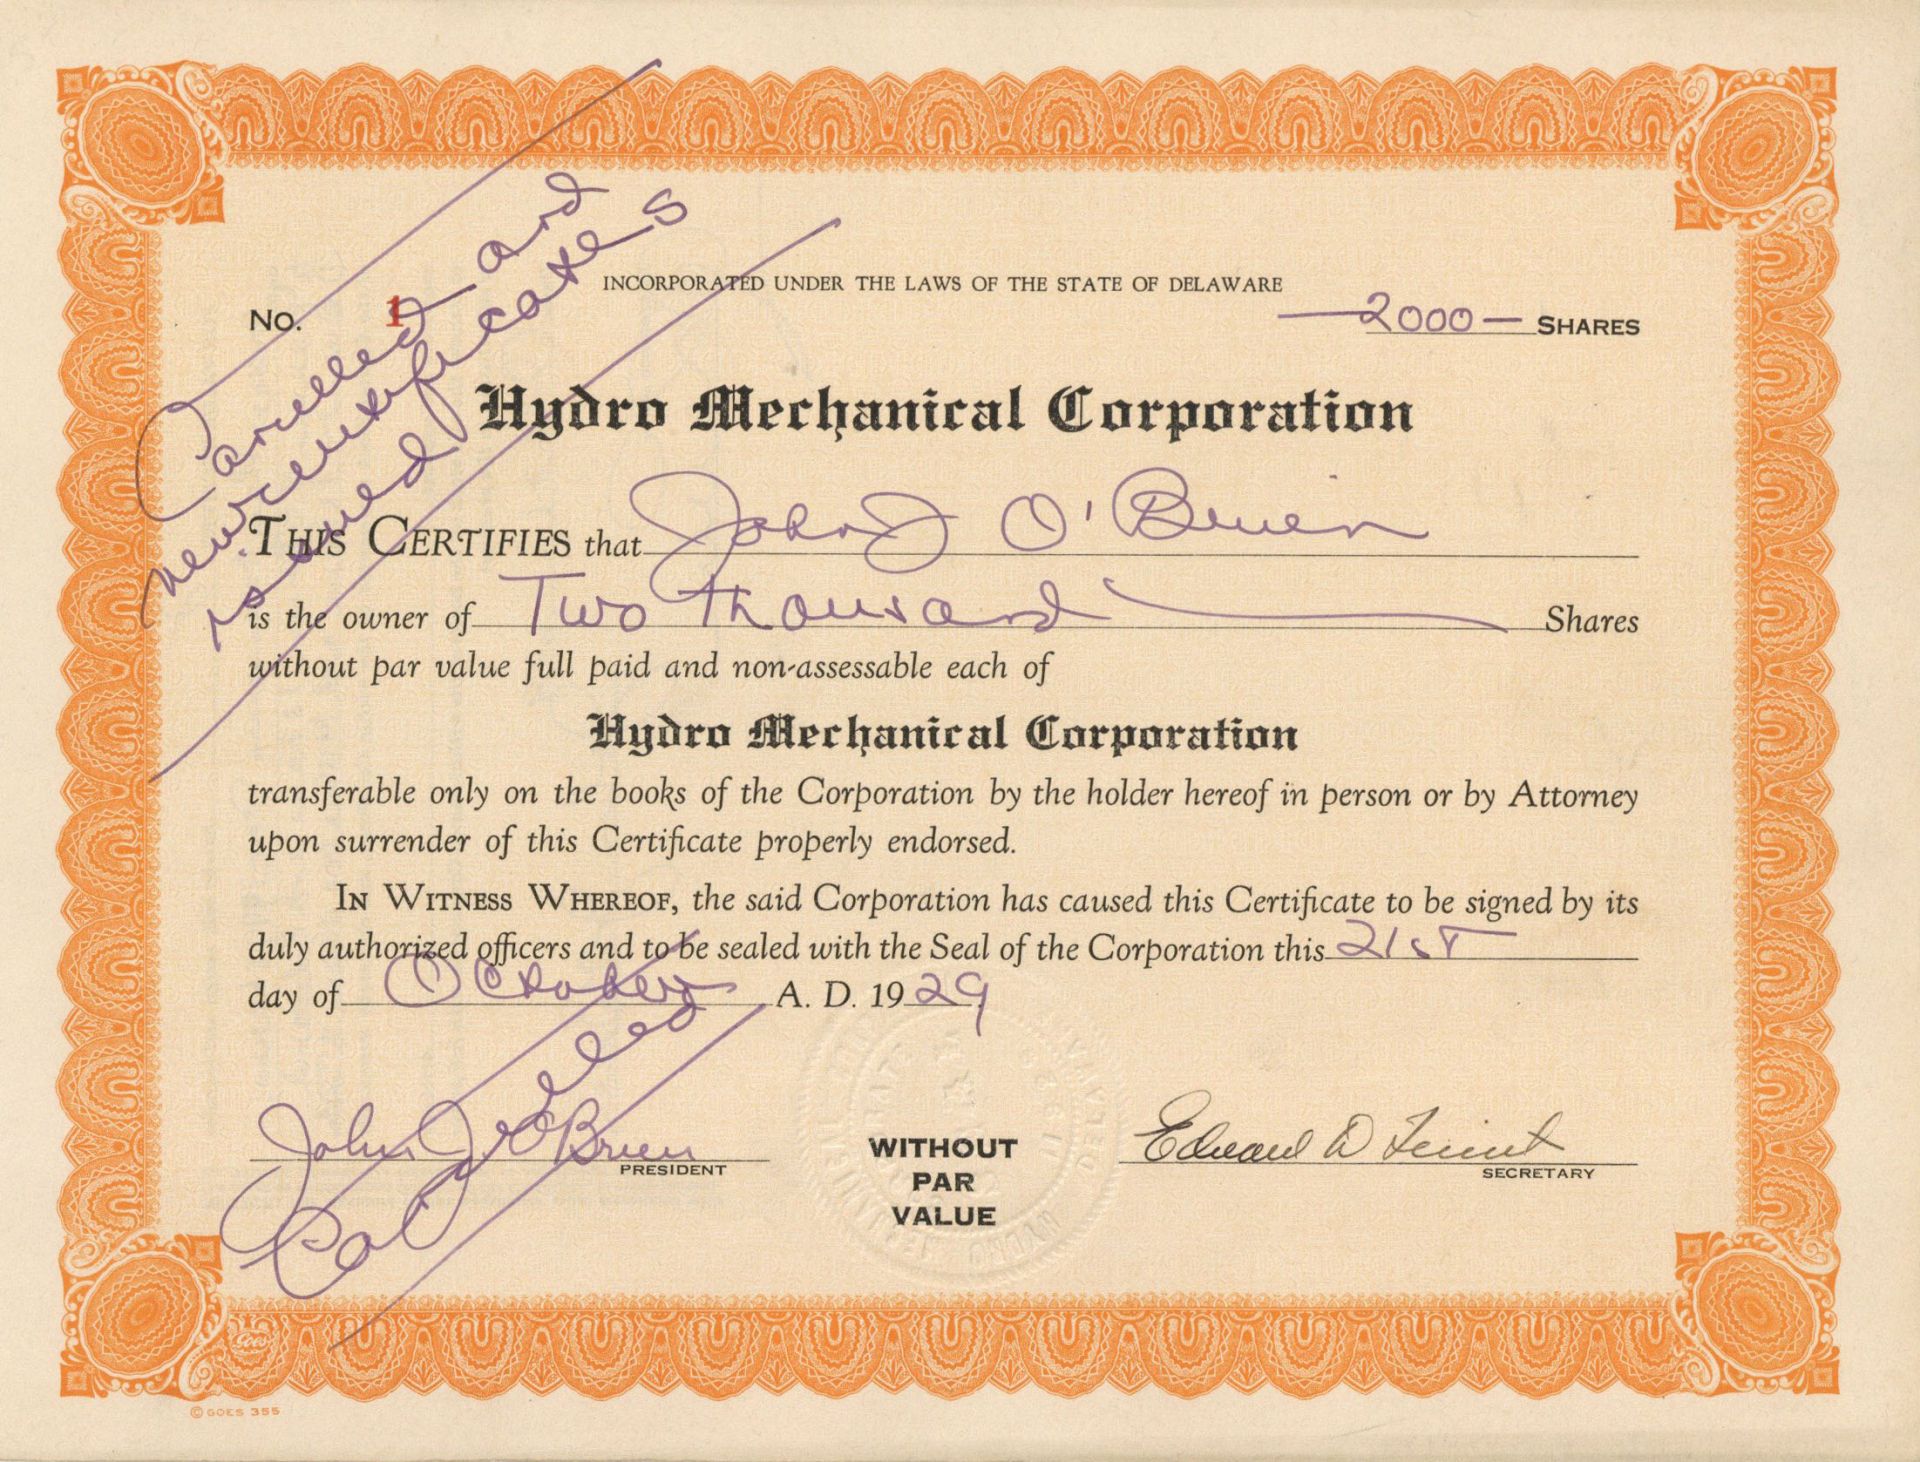 INCORPORATED UNDER THE LAWS OF THE STATE OF DELAWARE
No. 1
—2000— SHARES
Cancelled and
new certificates
issued
Hydro Mechanical Corporation
THIS CERTIFIES that John J O'Brien
is the owner of Two Thousand Shares
without par value full paid and non-assessable each of
Hydro Mechanical Corporation
transferable only on the books of the Corporation by the holder hereof in person or by Attorney
upon surrender of this Certificate properly endorsed.
IN WITNESS WHEREOF, the said Corporation has caused this Certificate to be signed by its
duly authorized officers and to be sealed with the Seal of the Corporation this 21st
day of October A. D. 1929
John J. O'Brien
PRESIDENT
WITHOUT
PAR
VALUE
Edward D
SECRETARY
Goes
© GOES 355